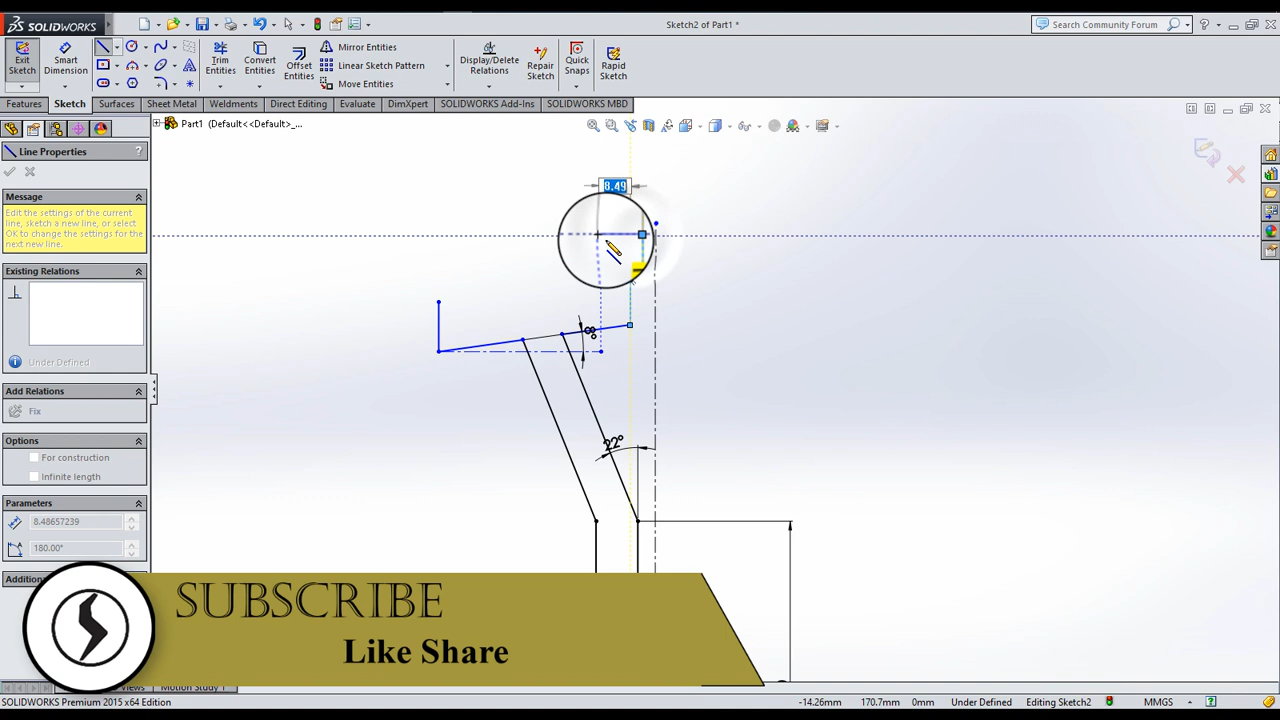 SOLIDWORKS
Sketch2 of Part1 *
Search Community Forum
Exit Sketch
Smart Dimension
Trim Entities
Convert Entities
Offset Entities
Mirror Entities
Linear Sketch Pattern
Move Entities
Display/Delete Relations
Repair Sketch
Quick Snaps
Rapid Sketch
Features
Sketch
Surfaces
Sheet Metal
Weldments
Direct Editing
Evaluate
DimXpert
SOLIDWORKS Add-Ins
SOLIDWORKS MBD
Part1 (Default<<Default>_...
Line Properties
?
Message
Edit the settings of the current
line, sketch a new line, or select
OK to change the settings for the
next new line.
Existing Relations
Under Defined
Add Relations
Fix
Options
For construction
Infinite length
Parameters
8.48657239
180.00°
8.49
8°
22°
SUBSCRIBE
Like Share
Motion Study 1
SOLIDWORKS Premium 2015 x64 Edition
-14.26mm
170.7mm
0mm
Under Defined
Editing Sketch2
MMGS